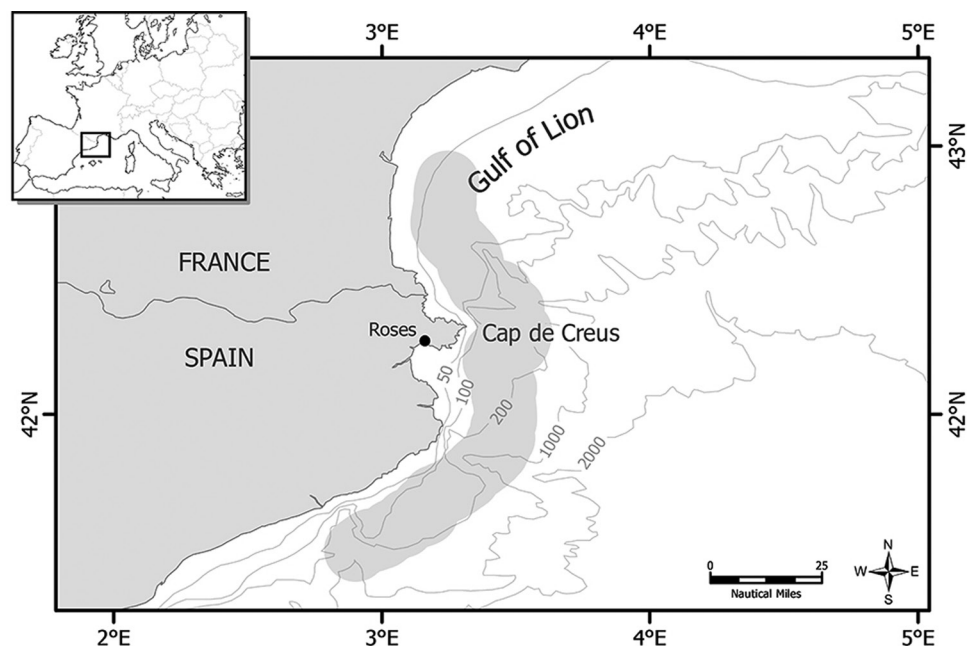 3°E
4°E
5°E
Gulf of Lion
43°N
FRANCE
Roses
Cap de Creus
SPAIN
50
100
200
1000
2000
42°N
42°N
0
25
Nautical Miles
N
W
E
S
2°E
3°E
4°E
5°E